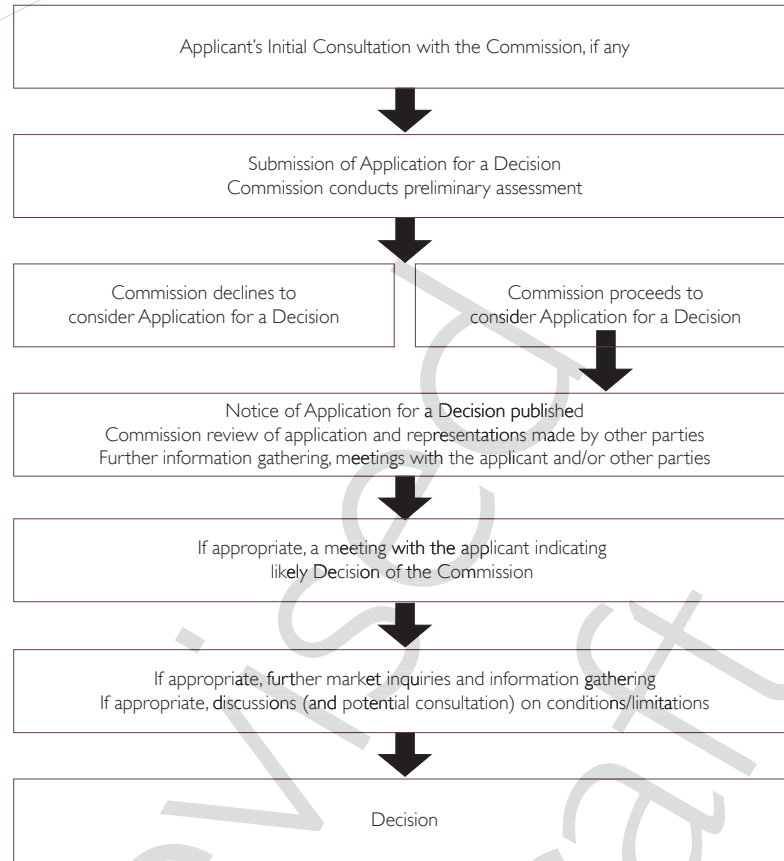 Applicant’s Initial Consultation with the Commission, if any
Submission of Application for a Decision
Commission conducts preliminary assessment
Commission declines to
consider Application for a Decision
Commission proceeds to
consider Application for a Decision
Notice of Application for a Decision published
Commission review of application and representations made by other parties
Further information gathering, meetings with the applicant and/or other parties
If appropriate, a meeting with the applicant indicating
likely Decision of the Commission
If appropriate, further market inquiries and information gathering
If appropriate, discussions (and potential consultation) on conditions/limitations
Decision